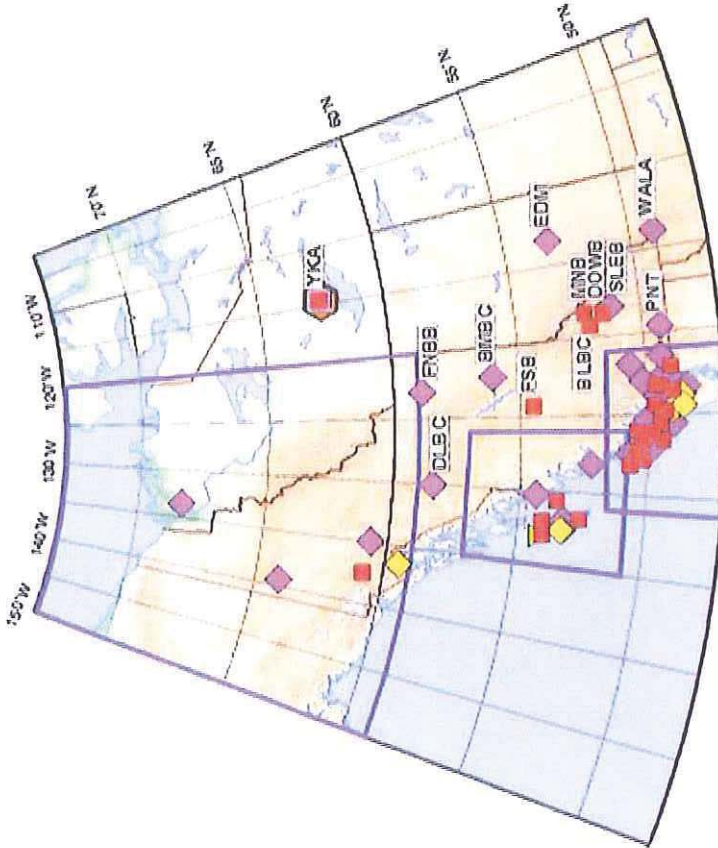 150°W
140°W
130°W
120°W
110°W
70°N
65°N
60°N
55°N
50°N
YKA
FNBB
DLBC
BMBC
FSB
EDM
MNB
DOWB
SLEB
BLBC
WALA
PNT